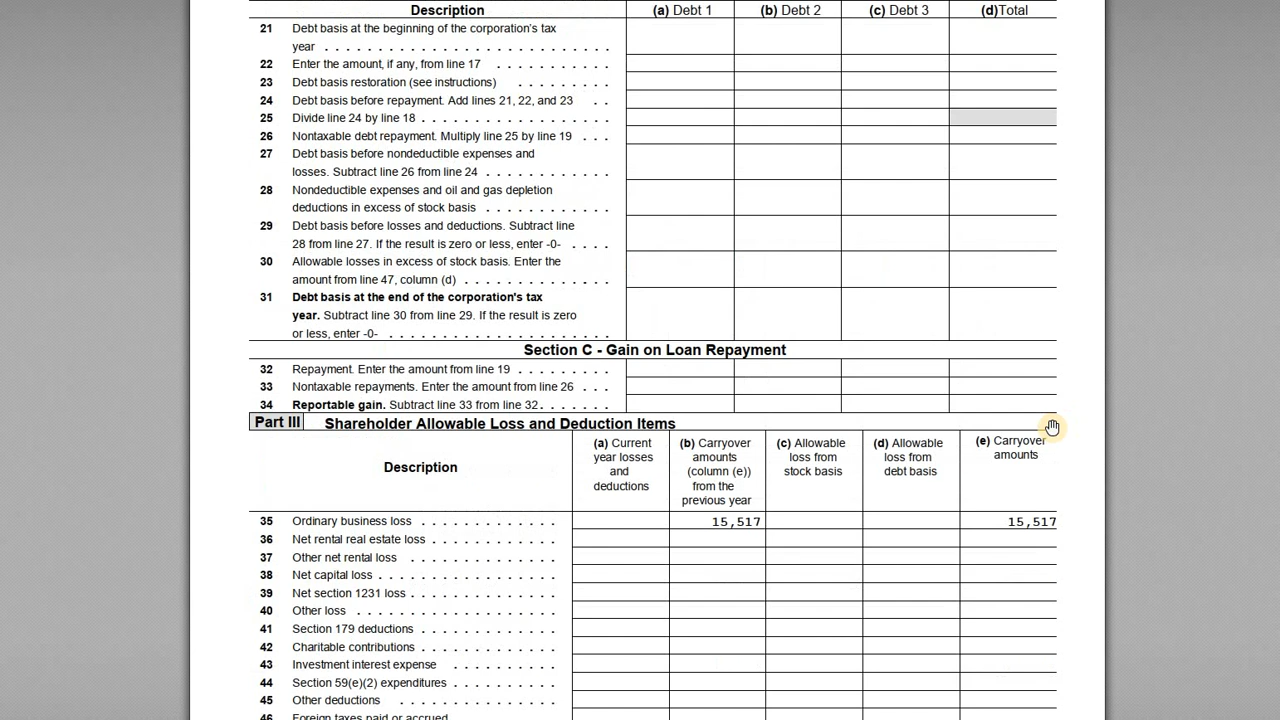 Description (a) Debt 1 (b) Debt 2 (c) Debt 3 (d)Total
21 Debt basis at the beginning of the corporation's tax
year . . . . . . . . . . . . . . . . . . . . . . . . .
22 Enter the amount, if any, from line 17 . . . . . . . . . . .
23 Debt basis restoration (see instructions) . . . . . . . . .
24 Debt basis before repayment. Add lines 21, 22, and 23 . .
25 Divide line 24 by line 18 . . . . . . . . . . . . . . . . . .
26 Nontaxable debt repayment. Multiply line 25 by line 19 . . .
27 Debt basis before nondeductible expenses and
losses. Subtract line 26 from line 24 . . . . . . . . . . . .
28 Nondeductible expenses and oil and gas depletion
deductions in excess of stock basis . . . . . . . . . . . .
29 Debt basis before losses and deductions. Subtract line
28 from line 27. If the result is zero or less, enter -0- . . . .
30 Allowable losses in excess of stock basis. Enter the
amount from line 47, column (d) . . . . . . . . . . . . . .
31 Debt basis at the end of the corporation's tax
year. Subtract line 30 from line 29. If the result is zero
or less, enter -0- . . . . . . . . . . . . . . . . . . . . .
Section C - Gain on Loan Repayment
32 Repayment. Enter the amount from line 19 . . . . . . . . .
33 Nontaxable repayments. Enter the amount from line 26 . . .
34 Reportable gain. Subtract line 33 from line 32. . . . . . .
Part III Shareholder Allowable Loss and Deduction Items
Description
(a) Current
year losses
and
deductions
(b) Carryover
amounts
(column (e))
from the
previous year
(c) Allowable
loss from
stock basis
(d) Allowable
loss from
debt basis
(e) Carryover
amounts
35 Ordinary business loss . . . . . . . . . . . . . 15,517 15,517
36 Net rental real estate loss . . . . . . . . . . . .
37 Other net rental loss . . . . . . . . . . . . . .
38 Net capital loss . . . . . . . . . . . . . . . . .
39 Net section 1231 loss . . . . . . . . . . . . . .
40 Other loss . . . . . . . . . . . . . . . . . . .
41 Section 179 deductions . . . . . . . . . . . . .
42 Charitable contributions . . . . . . . . . . . . .
43 Investment interest expense . . . . . . . . . .
44 Section 59(e)(2) expenditures . . . . . . . . . .
45 Other deductions . . . . . . . . . . . . . . .
46 Foreign taxes paid or accrued